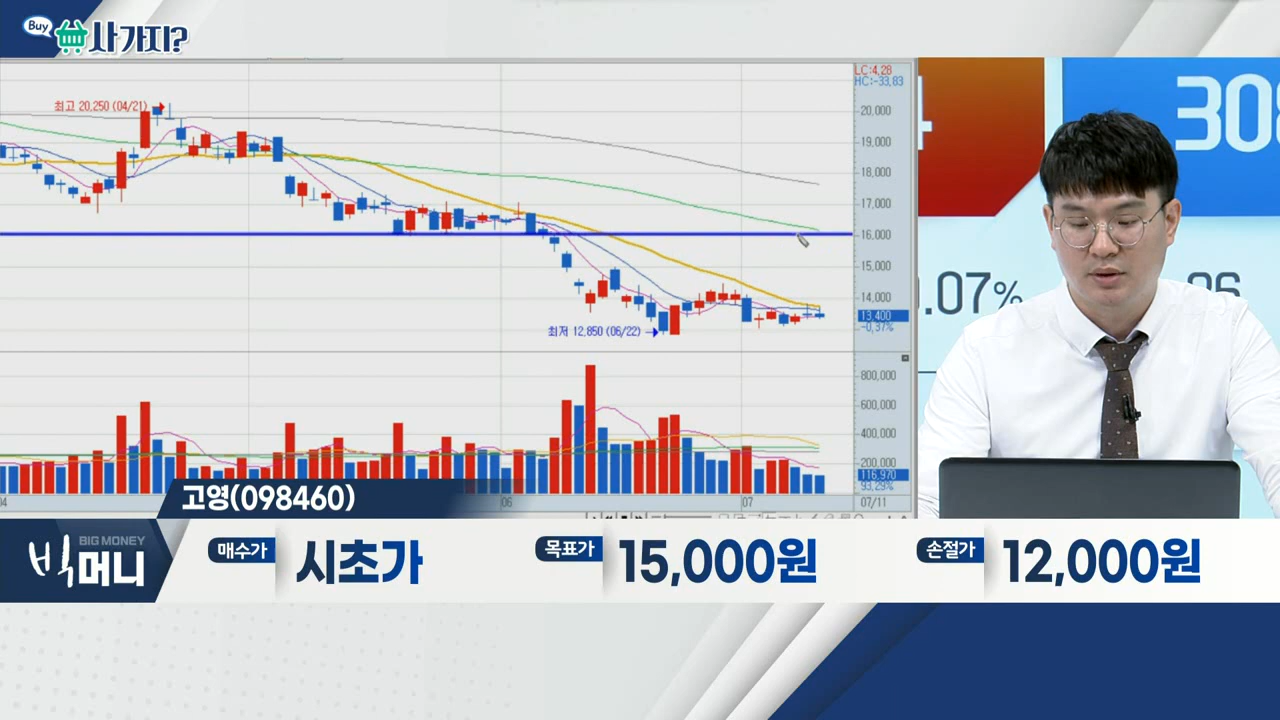 Buy
사가지?
LC:4,28
HC:-33,83
최고 20,250 (04/21)
20,000
19,000
18,000
17,000
16,000
15,000
14,000
13,400
-0,37%
최저 12,850 (06/22)
800,000
600,000
400,000
200,000
116,970
93,29%
04
06
07
07/11
308
.07%
고영(098460)
BIG MONEY
빅머니
매수가
시초가
목표가
15,000원
손절가
12,000원